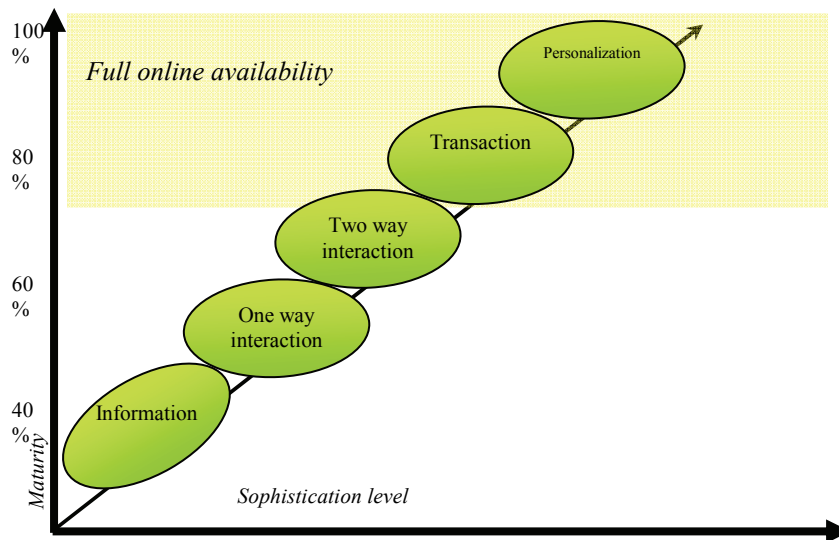 100
%
Full online availability
Personalization
80
%
Transaction
Two way
interaction
60
%
One way
interaction
40
%
Information
Maturity
Sophistication level